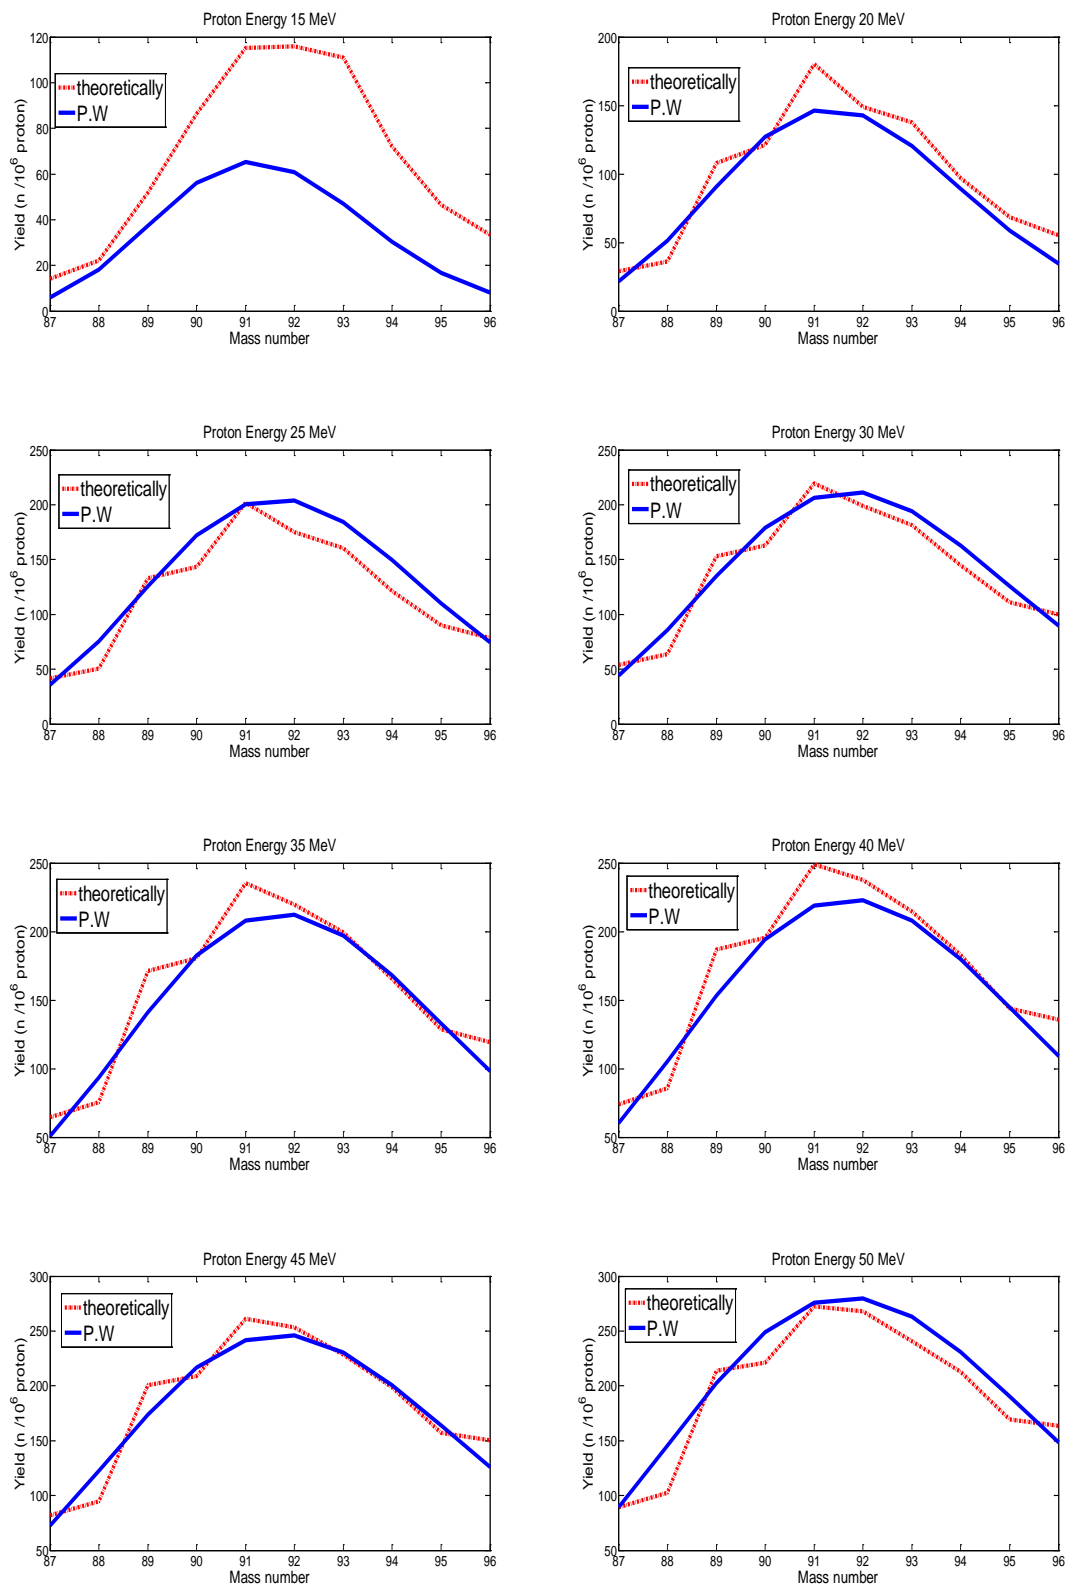 Proton Energy 15 MeV
Yield (n /10^6 proton)
120
100
80
60
40
20
0
theoretically
P.W
87 88 89 90 91 92 93 94 95 96
Mass number
Proton Energy 20 MeV
Yield (n /10^6 proton)
200
150
100
50
0
theoretically
P.W
87 88 89 90 91 92 93 94 95 96
Mass number
Proton Energy 25 MeV
Yield (n /10^6 proton)
250
200
150
100
50
0
theoretically
P.W
87 88 89 90 91 92 93 94 95 96
Mass number
Proton Energy 30 MeV
Yield (n /10^6 proton)
250
200
150
100
50
0
theoretically
P.W
87 88 89 90 91 92 93 94 95 96
Mass number
Proton Energy 35 MeV
Yield (n /10^6 proton)
250
200
150
100
50
theoretically
P.W
87 88 89 90 91 92 93 94 95 96
Mass number
Proton Energy 40 MeV
Yield (n /10^6 proton)
250
200
150
100
50
theoretically
P.W
87 88 89 90 91 92 93 94 95 96
Mass number
Proton Energy 45 MeV
Yield (n /10^6 proton)
300
250
200
150
100
50
theoretically
P.W
87 88 89 90 91 92 93 94 95 96
Mass number
Proton Energy 50 MeV
Yield (n /10^6 proton)
300
250
200
150
100
50
theoretically
P.W
87 88 89 90 91 92 93 94 95 96
Mass number